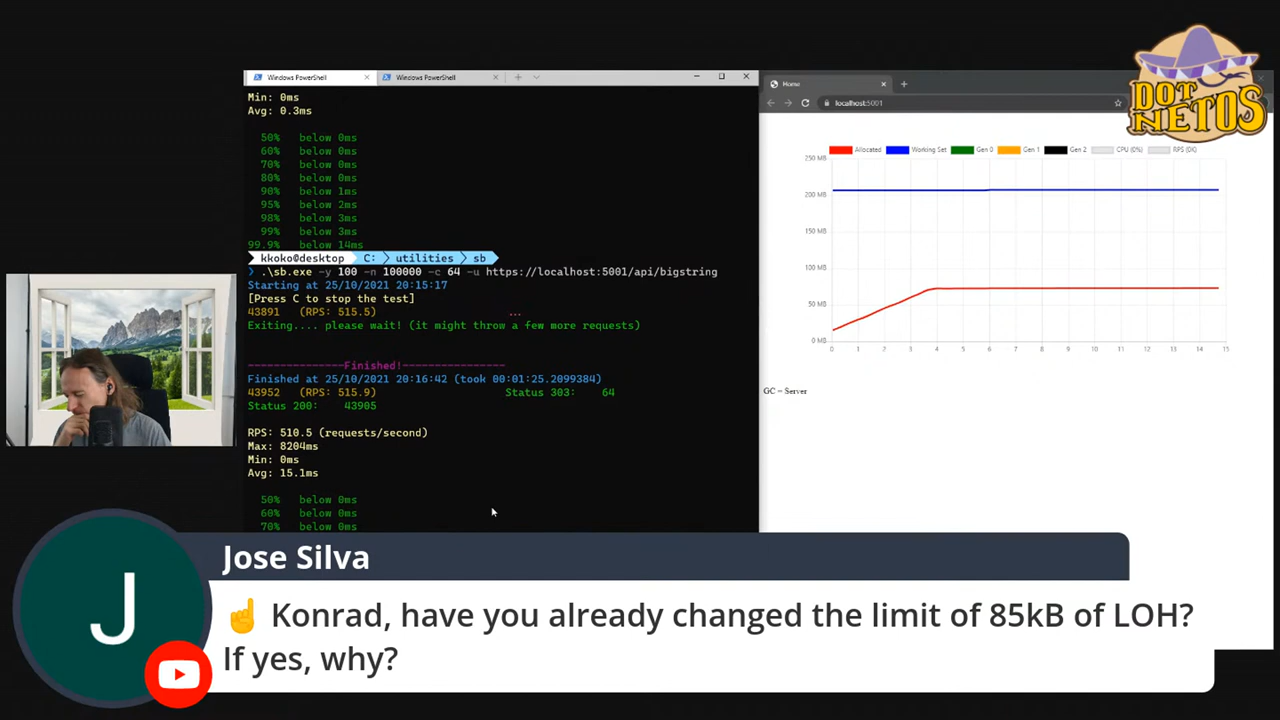 Windows PowerShell
Windows PowerShell
Min: 0ms
Avg: 0.3ms
50% below 0ms
60% below 0ms
70% below 0ms
80% below 0ms
90% below 1ms
95% below 2ms
98% below 3ms
99% below 3ms
99.9% below 14ms
kkoko@desktop C: utilities sb
.\sb.exe -y 100 -n 100000 -c 64 -u https://localhost:5001/api/bigstring
Starting at 25/10/2021 20:15:17
[Press C to stop the test]
43891 (RPS: 515.5) ...
Exiting.... please wait! (it might throw a few more requests)
---------------Finished!----------------
Finished at 25/10/2021 20:16:42 (took 00:01:25.2099384)
43952 (RPS: 515.9) Status 303: 64
Status 200: 43905
RPS: 510.5 (requests/second)
Max: 8204ms
Min: 0ms
Avg: 15.1ms
50% below 0ms
60% below 0ms
70% below 0ms
Home
localhost:5001
Allocated Working Set Gen 0 Gen 1 Gen 2 CPU (%) RPS (0K)
250 MB
200 MB
150 MB
100 MB
50 MB
0 MB
0 1 2 3 4 5 6 7 8 9 10 11 12 13 14 15
GC = Server
DOT
NETOS
J
Jose Silva
☝ Konrad, have you already changed the limit of 85kB of LOH?
If yes, why?